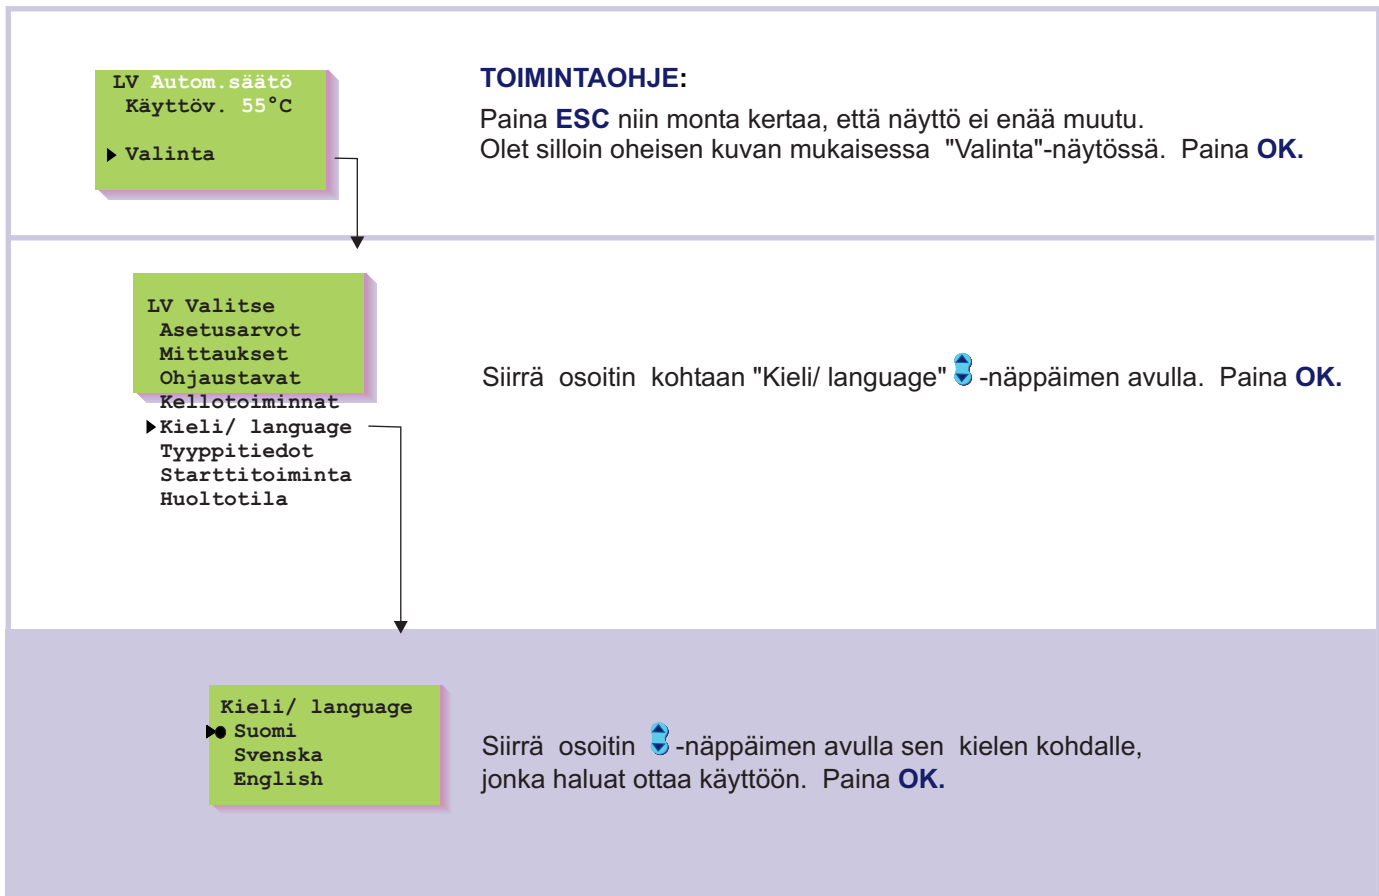 LV Autom.säätö
Käyttöv. 55°C
Valinta
TOIMINTAOHJE:
Paina ESC niin monta kertaa, että näyttö ei enää muutu.
Olet silloin oheisen kuvan mukaisessa "Valinta"-näytössä. Paina OK.
LV Valitse
Asetusarvot
Mittaukset
Ohjaustavat
Kellotoiminnat
Kieli/ language
Tyyppitiedot
Starttitoiminta
Huoltotila
Siirrä osoitin kohtaan "Kieli/ language" -näppäimen avulla. Paina OK.
Kieli/ language
Suomi
Svenska
English
Siirrä osoitin -näppäimen avulla sen kielen kohdalle,
jonka haluat ottaa käyttöön. Paina OK.